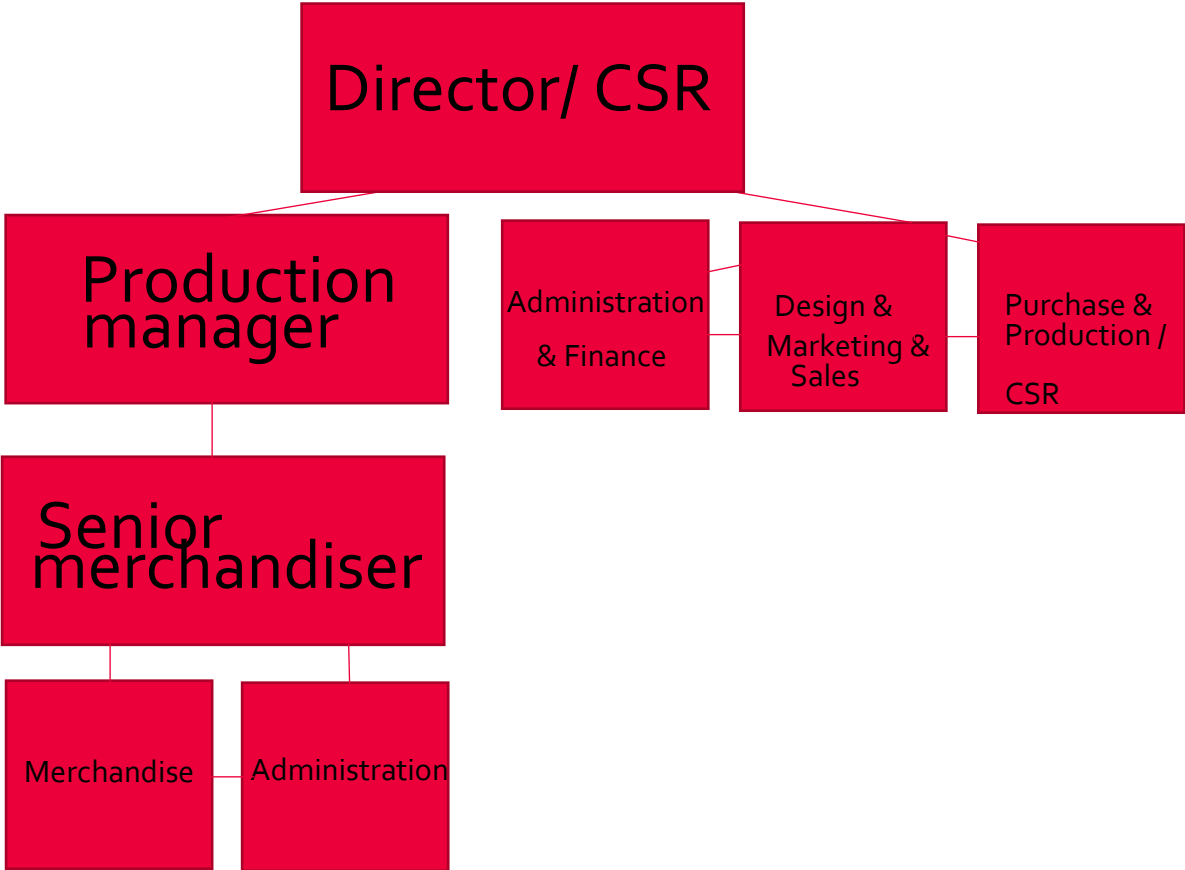 Director/ CSR
Production
manager
Administration
& Finance
Design &
Marketing &
Sales
Purchase &
Production /
CSR
Senior
merchandiser
Merchandise
Administration